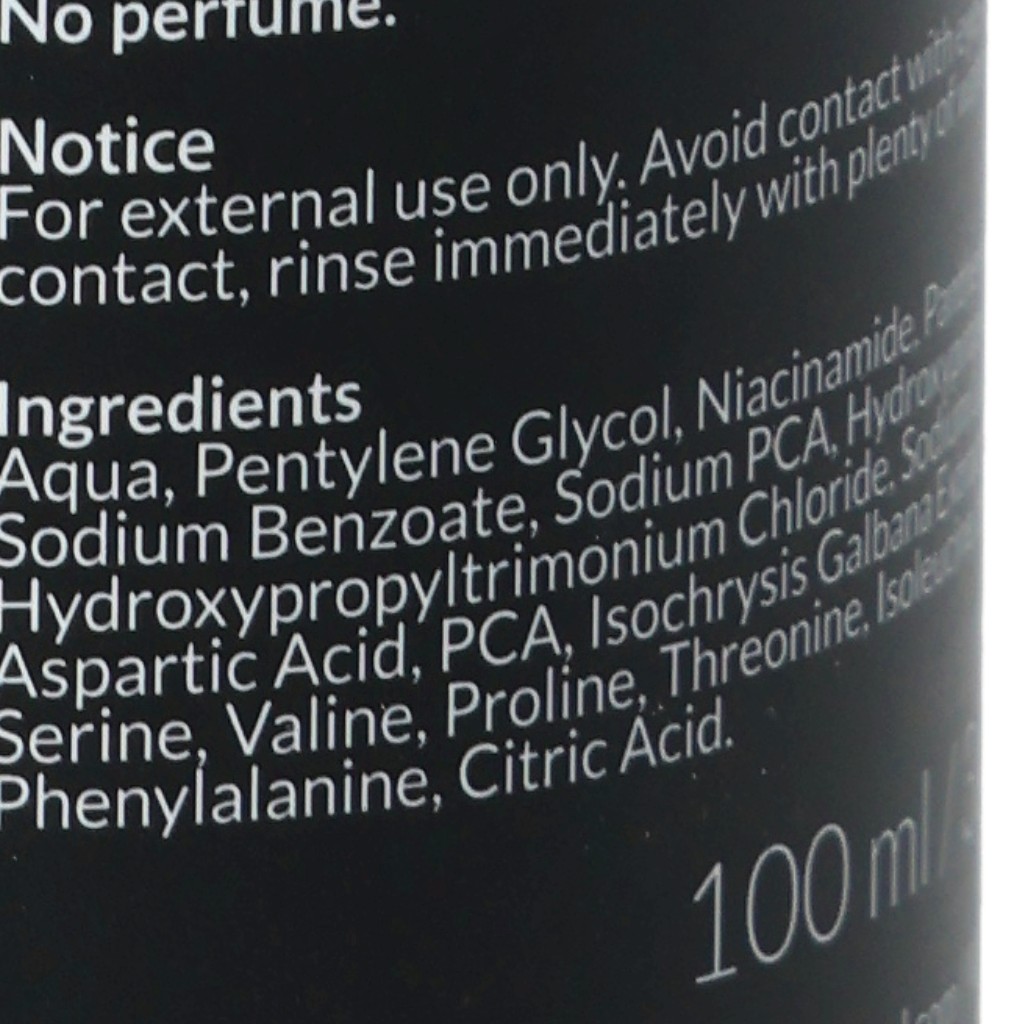 No perfume.
Notice
For external use only. Avoid contact with
contact, rinse immediately with plenty of
Ingredients
Aqua, Pentylene Glycol, Niacinamide,
Sodium Benzoate, Sodium PCA,
Hydroxypropyltrimonium Chloride,
Aspartic Acid, PCA, Isochrysis Galbana
Serine, Valine, Proline, Threonine,
Phenylalanine, Citric Acid.
100 ml /